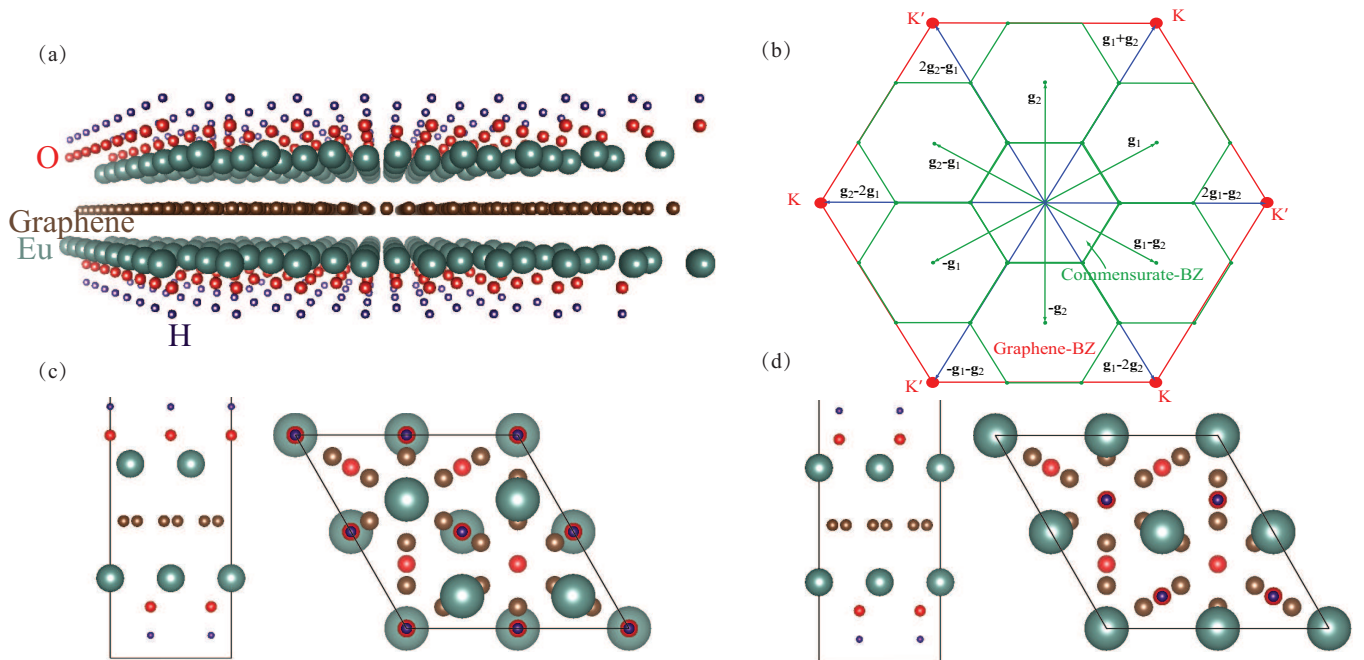 (a)
O
Graphene
Eu
H
(b)
K′
K
g₁+g₂
2g₂-g₁
g₂
g₁
g₂-g₁
K
g₂-2g₁
2g₁-g₂
K′
g₁-g₂
-g₁
Commensurate-BZ
-g₂
Graphene-BZ
-g₁-g₂
g₁-2g₂
K′
K
(c)
(d)